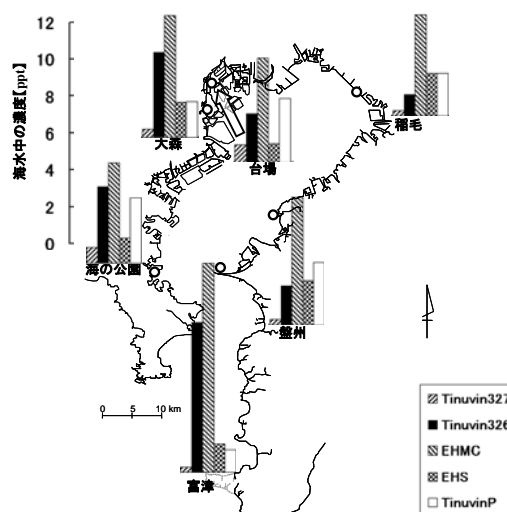 海水中の濃度【ppt】
12
10
8
6
4
2
0
大森
台場
稲毛
海の公園
盤州
富津
0 5 10 km
Tinuvin327
Tinuvin326
EHMC
EHS
TinuvinP